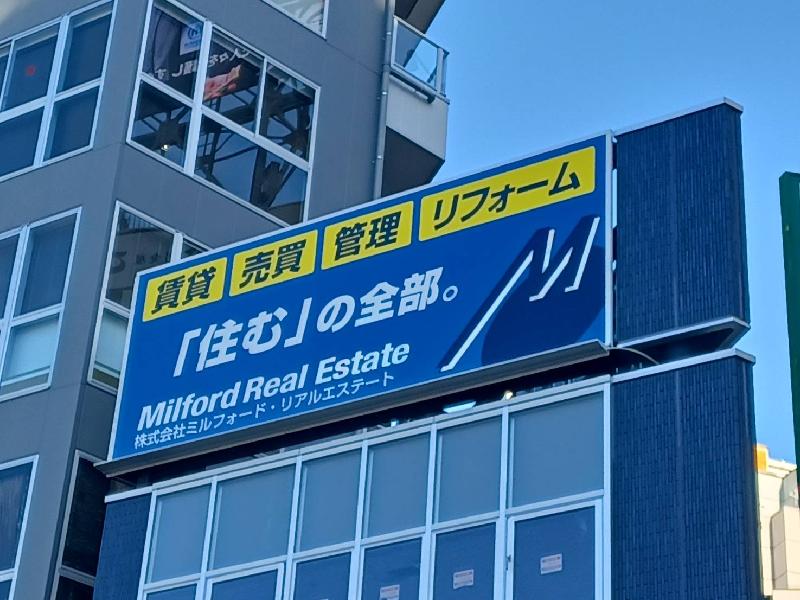 賃貸 売買 管理 リフォーム
「住む」の全部。
Milford Real Estate
株式会社ミルフォード・リアルエステート